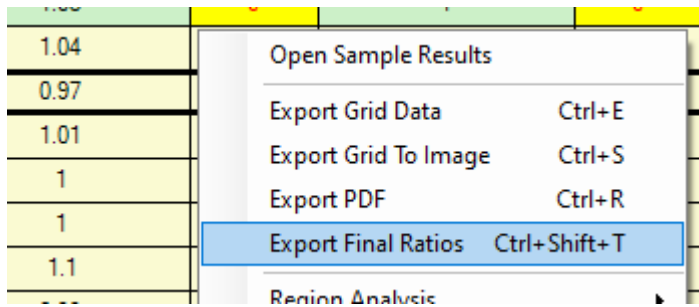 1.04
Open Sample Results
0.97
Export Grid Data Ctrl+E
1.01
Export Grid To Image Ctrl+S
1
Export PDF Ctrl+R
1
Export Final Ratios Ctrl+Shift+T
1.1
Region Analysis